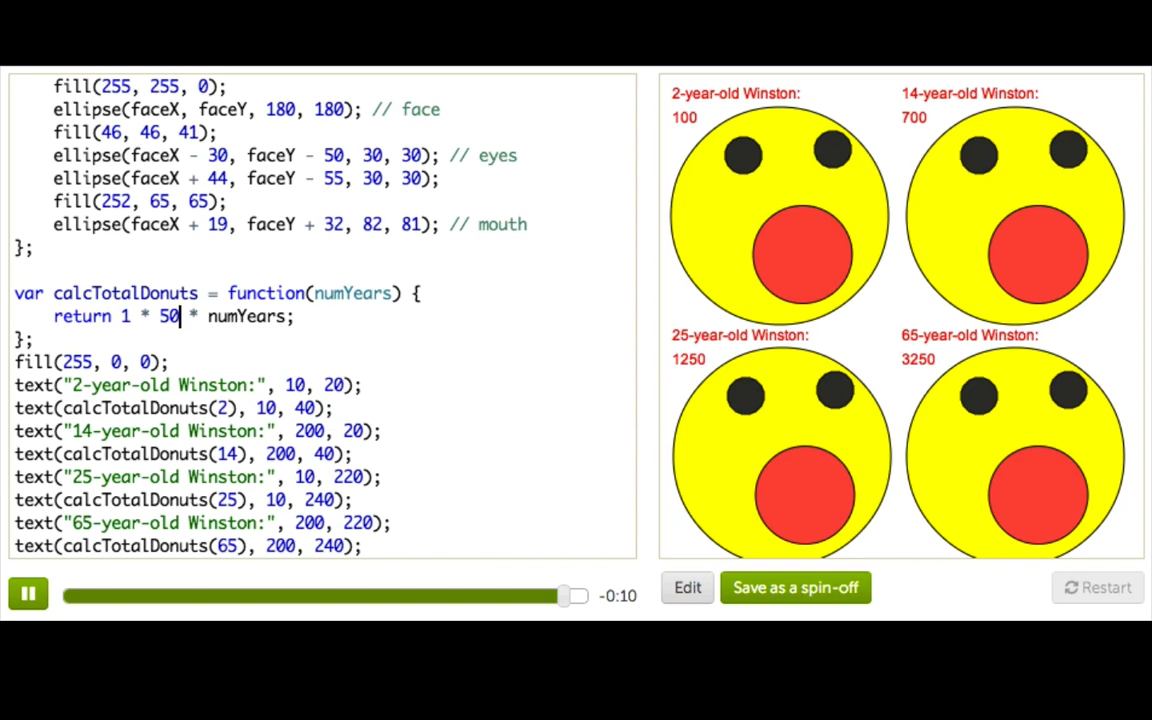 fill(255, 255, 0);
ellipse(faceX, faceY, 180, 180); // face
fill(46, 46, 41);
ellipse(faceX - 30, faceY - 50, 30, 30); // eyes
ellipse(faceX + 44, faceY - 55, 30, 30);
fill(252, 65, 65);
ellipse(faceX + 19, faceY + 32, 82, 81); // mouth
};
var calcTotalDonuts = function(numYears) {
return 1 * 50 * numYears;
};
fill(255, 0, 0);
text("2-year-old Winston:", 10, 20);
text(calcTotalDonuts(2), 10, 40);
text("14-year-old Winston:", 200, 20);
text(calcTotalDonuts(14), 200, 40);
text("25-year-old Winston:", 10, 220);
text(calcTotalDonuts(25), 10, 240);
text("65-year-old Winston:", 200, 220);
text(calcTotalDonuts(65), 200, 240);
2-year-old Winston:
100
14-year-old Winston:
700
25-year-old Winston:
1250
65-year-old Winston:
3250
-0:10
Edit
Save as a spin-off
Restart